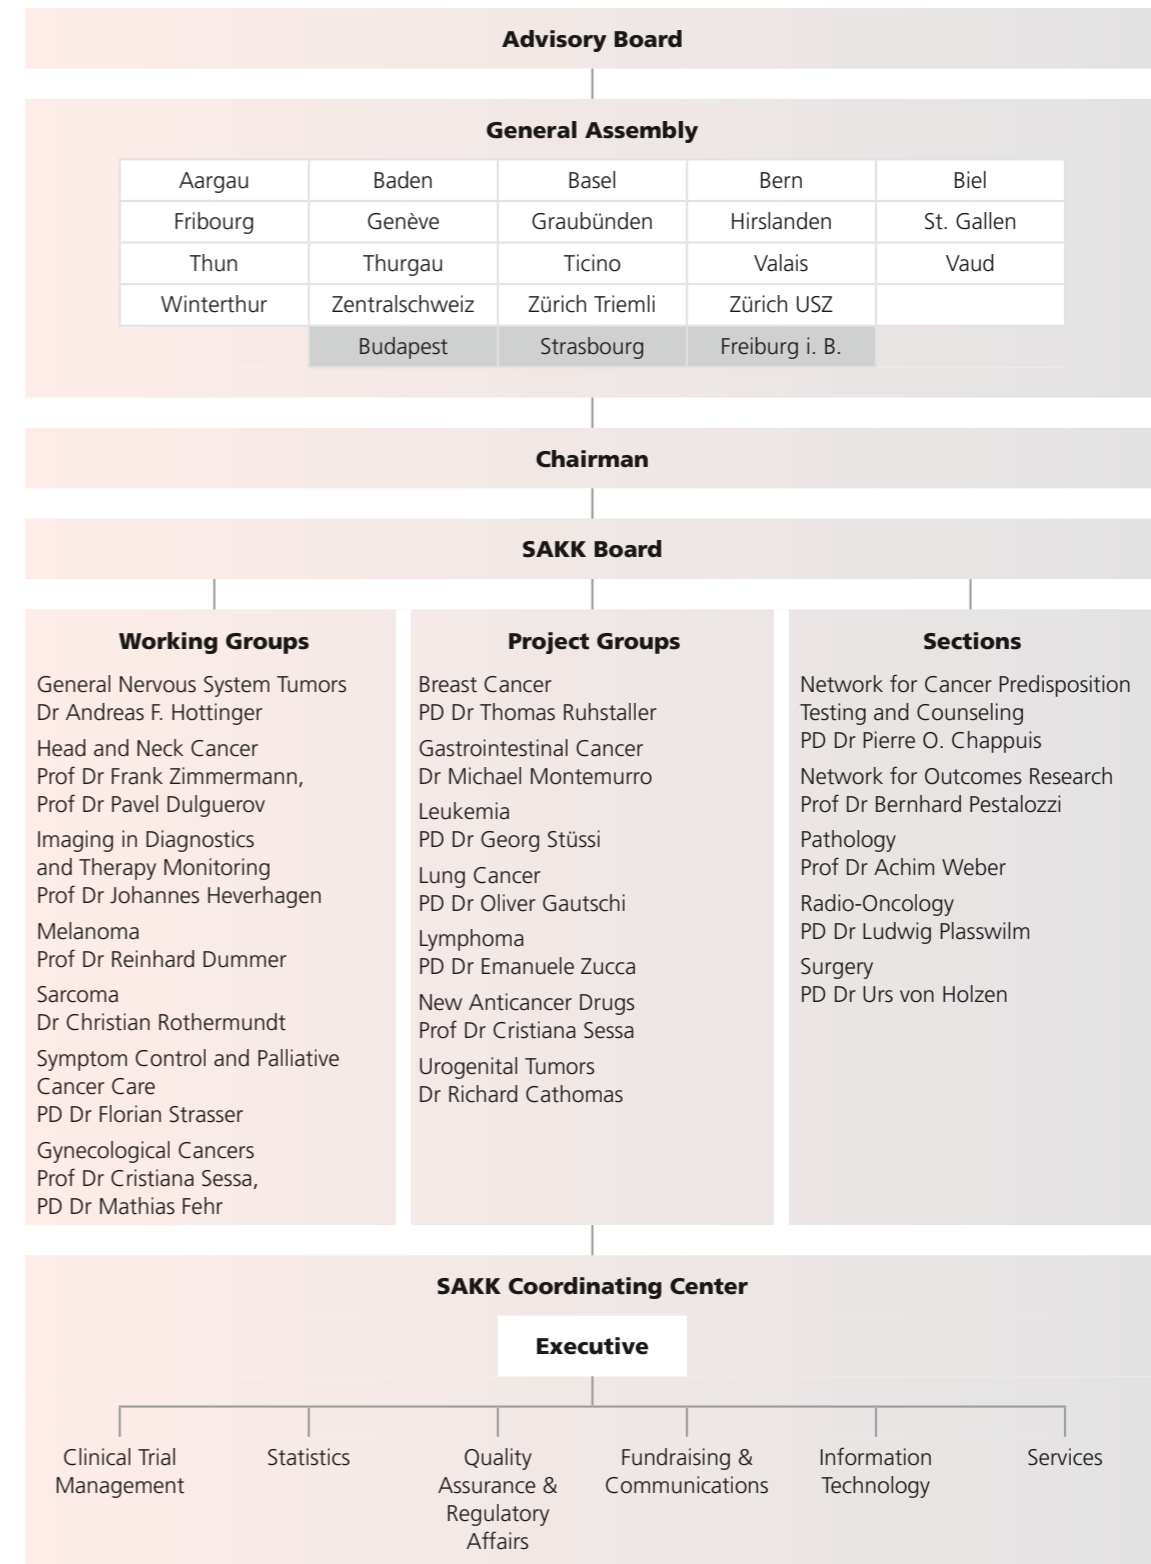 Advisory Board
General Assembly
Aargau Baden Basel Bern Biel
Fribourg Genève Graubünden Hirslanden St. Gallen
Thun Thurgau Ticino Valais Vaud
Winterthur Zentralschweiz Zürich Triemli Zürich USZ
Budapest Strasbourg Freiburg i. B.
Chairman
SAKK Board
Working Groups
General Nervous System Tumors
Dr Andreas F. Hottinger
Head and Neck Cancer
Prof Dr Frank Zimmermann,
Prof Dr Pavel Dulguerov
Imaging in Diagnostics
and Therapy Monitoring
Prof Dr Johannes Heverhagen
Melanoma
Prof Dr Reinhard Dummer
Sarcoma
Dr Christian Rothermundt
Symptom Control and Palliative
Cancer Care
PD Dr Florian Strasser
Gynecological Cancers
Prof Dr Cristiana Sessa,
PD Dr Mathias Fehr
Project Groups
Breast Cancer
PD Dr Thomas Ruhstaller
Gastrointestinal Cancer
Dr Michael Montemurro
Leukemia
PD Dr Georg Stüssi
Lung Cancer
PD Dr Oliver Gautschi
Lymphoma
PD Dr Emanuele Zucca
New Anticancer Drugs
Prof Dr Cristiana Sessa
Urogenital Tumors
Dr Richard Cathomas
Sections
Network for Cancer Predisposition
Testing and Counseling
PD Dr Pierre O. Chappuis
Network for Outcomes Research
Prof Dr Bernhard Pestalozzi
Pathology
Prof Dr Achim Weber
Radio-Oncology
PD Dr Ludwig Plasswilm
Surgery
PD Dr Urs von Holzen
SAKK Coordinating Center
Executive
Clinical Trial
Management
Statistics
Quality
Assurance &
Regulatory
Affairs
Fundraising &
Communications
Information
Technology
Services